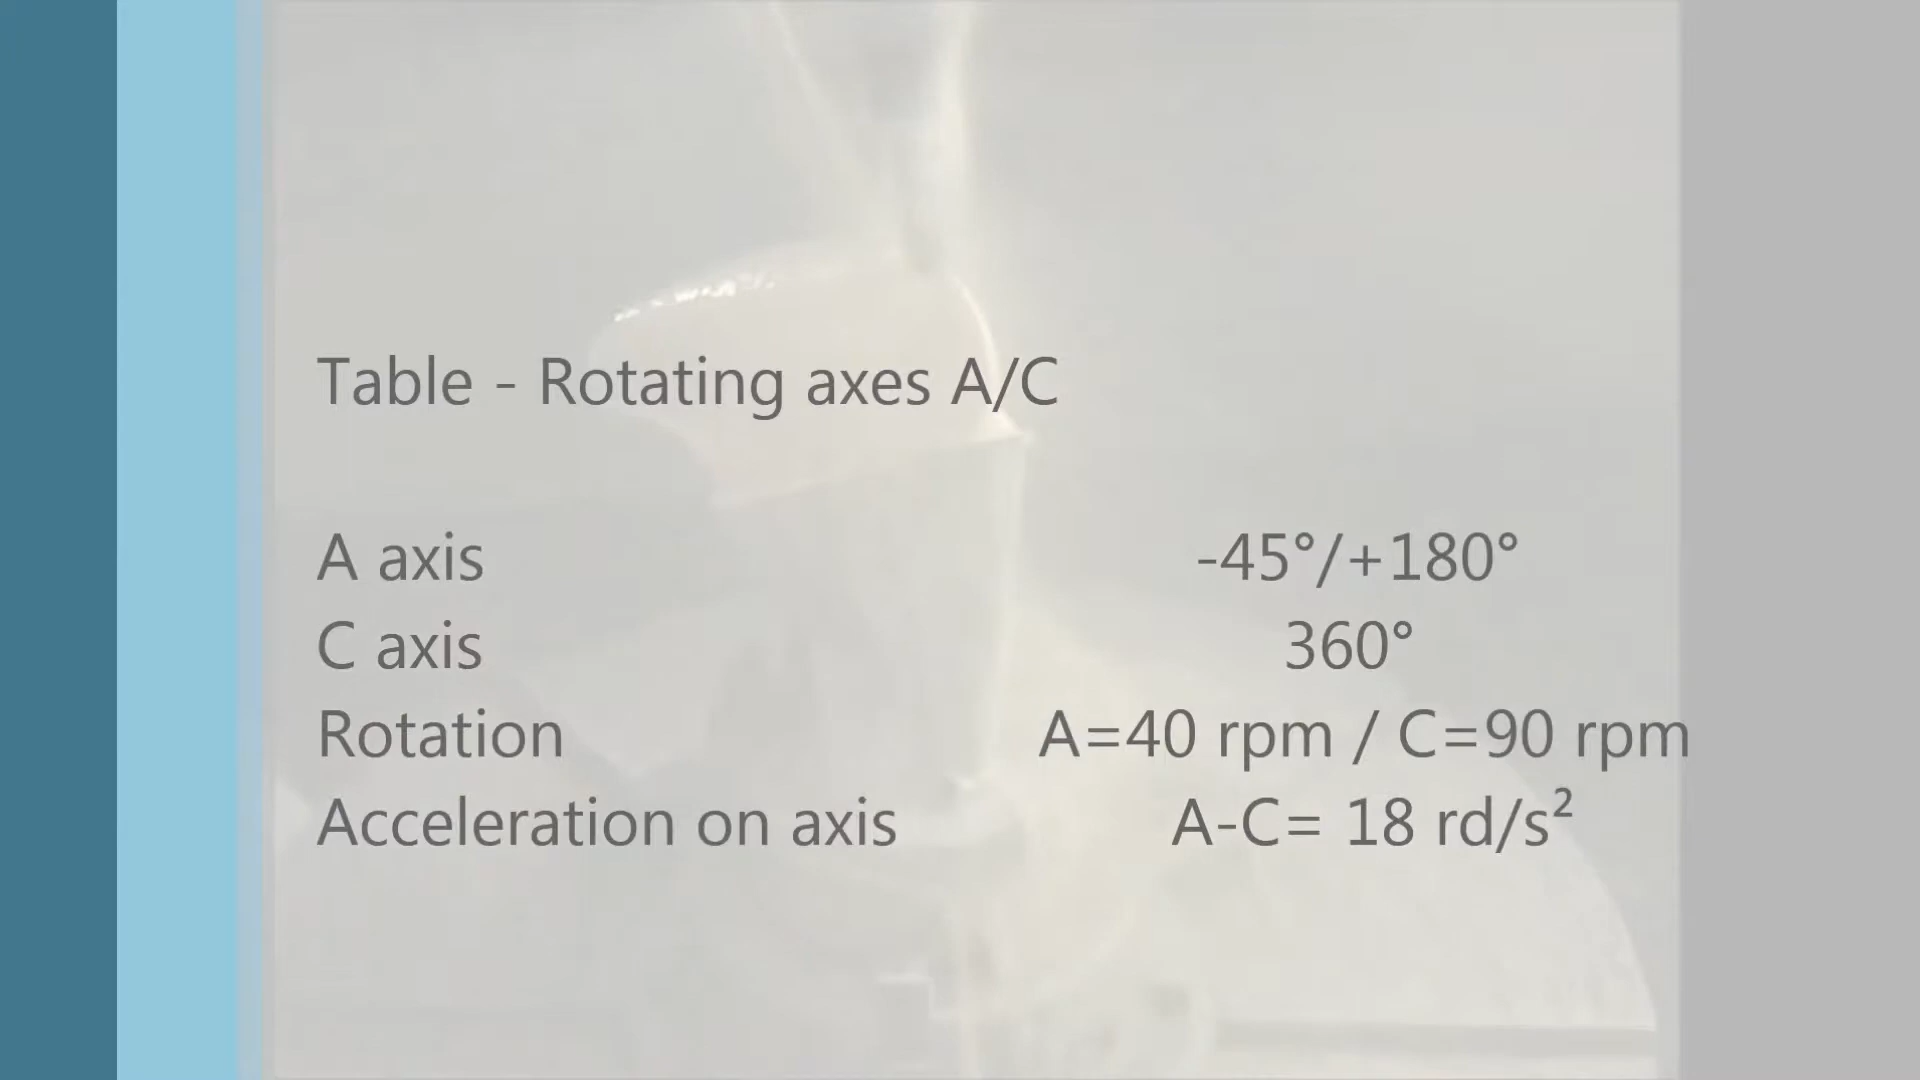 Table - Rotating axes A/C
A axis -45°/+180°
C axis 360°
Rotation A=40 rpm / C=90 rpm
Acceleration on axis A-C= 18 rd/s²